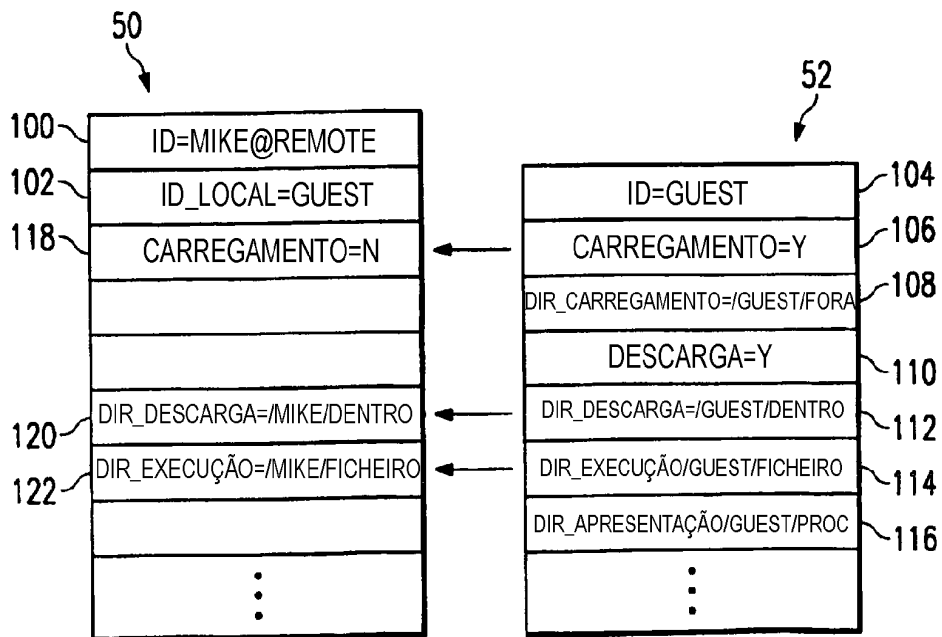 50
100
ID=MIKE@REMOTE
102
ID_LOCAL=GUEST
118
CARREGAMENTO=N
DIR_DESCARGA=/MIKE/DENTRO
120
DIR_EXECUÇÃO=/MIKE/FICHEIRO
122
52
ID=GUEST
104
CARREGAMENTO=Y
106
DIR_CARREGAMENTO=/GUEST/FORA
108
DESCARGA=Y
110
DIR_DESCARGA=/GUEST/DENTRO
112
DIR_EXECUÇÃO/GUEST/FICHEIRO
114
DIR_APRESENTAÇÃO/GUEST/PROC
116